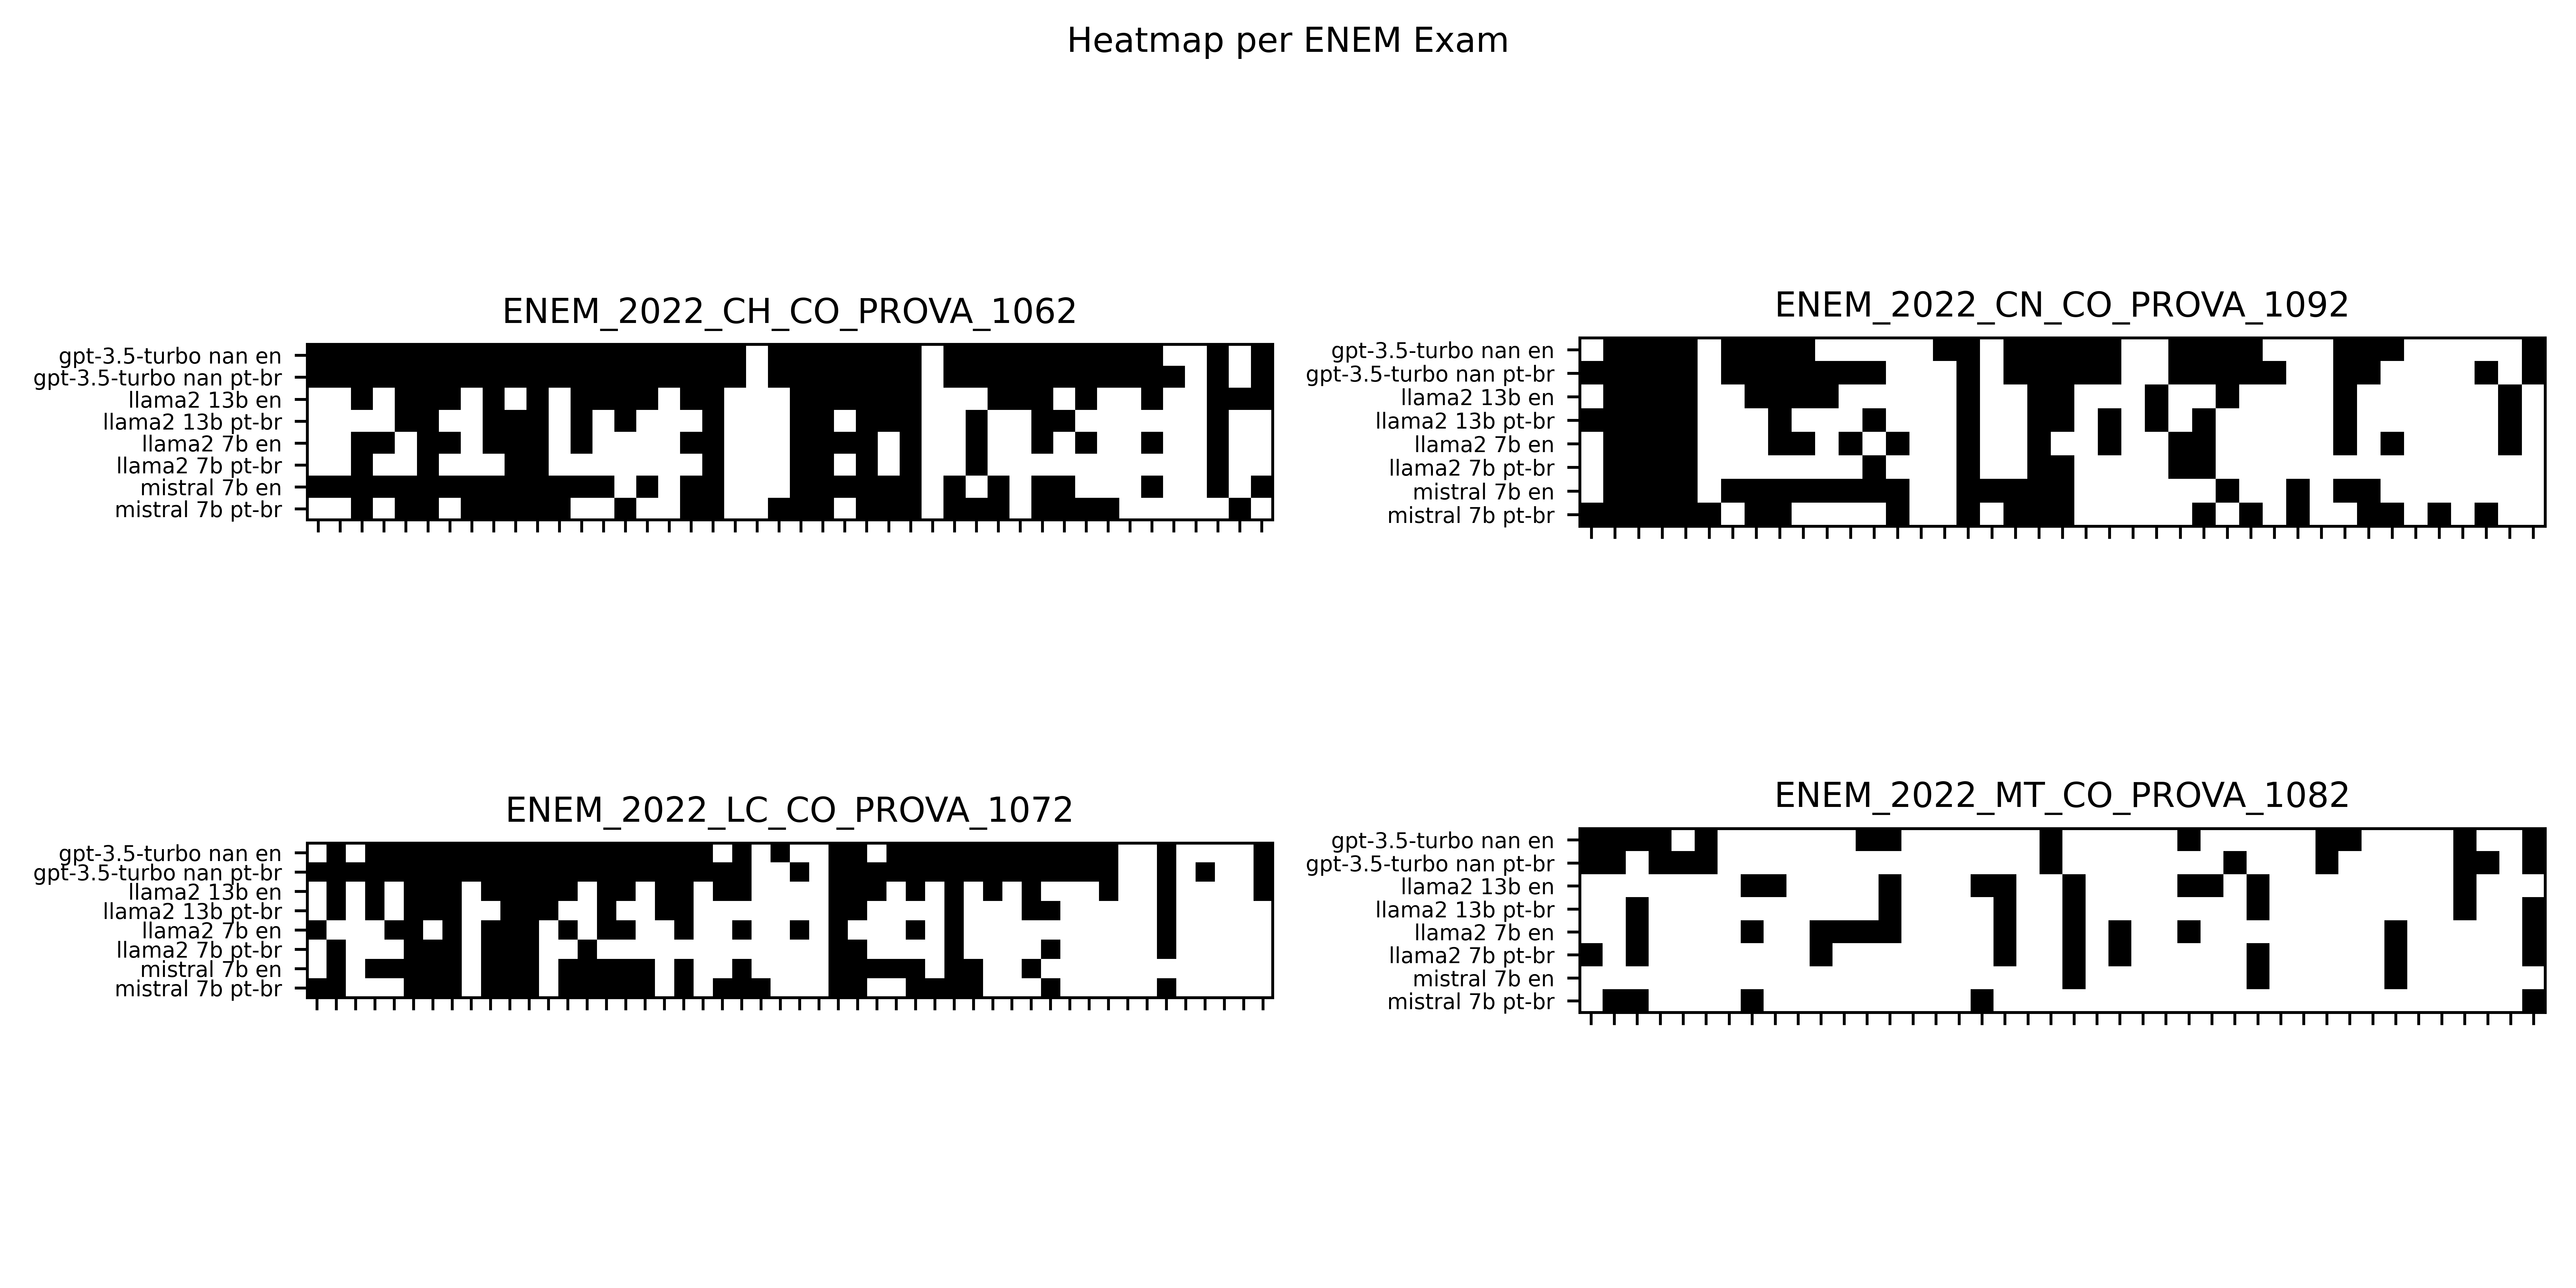 Heatmap per ENEM Exam
ENEM_2022_CH_CO_PROVA_1062
gpt-3.5-turbo nan en
gpt-3.5-turbo nan pt-br
llama2 13b en
llama2 13b pt-br
llama2 7b en
llama2 7b pt-br
mistral 7b en
mistral 7b pt-br
ENEM_2022_CN_CO_PROVA_1092
gpt-3.5-turbo nan en
gpt-3.5-turbo nan pt-br
llama2 13b en
llama2 13b pt-br
llama2 7b en
llama2 7b pt-br
mistral 7b en
mistral 7b pt-br
ENEM_2022_LC_CO_PROVA_1072
gpt-3.5-turbo nan en
gpt-3.5-turbo nan pt-br
llama2 13b en
llama2 13b pt-br
llama2 7b en
llama2 7b pt-br
mistral 7b en
mistral 7b pt-br
ENEM_2022_MT_CO_PROVA_1082
gpt-3.5-turbo nan en
gpt-3.5-turbo nan pt-br
llama2 13b en
llama2 13b pt-br
llama2 7b en
llama2 7b pt-br
mistral 7b en
mistral 7b pt-br